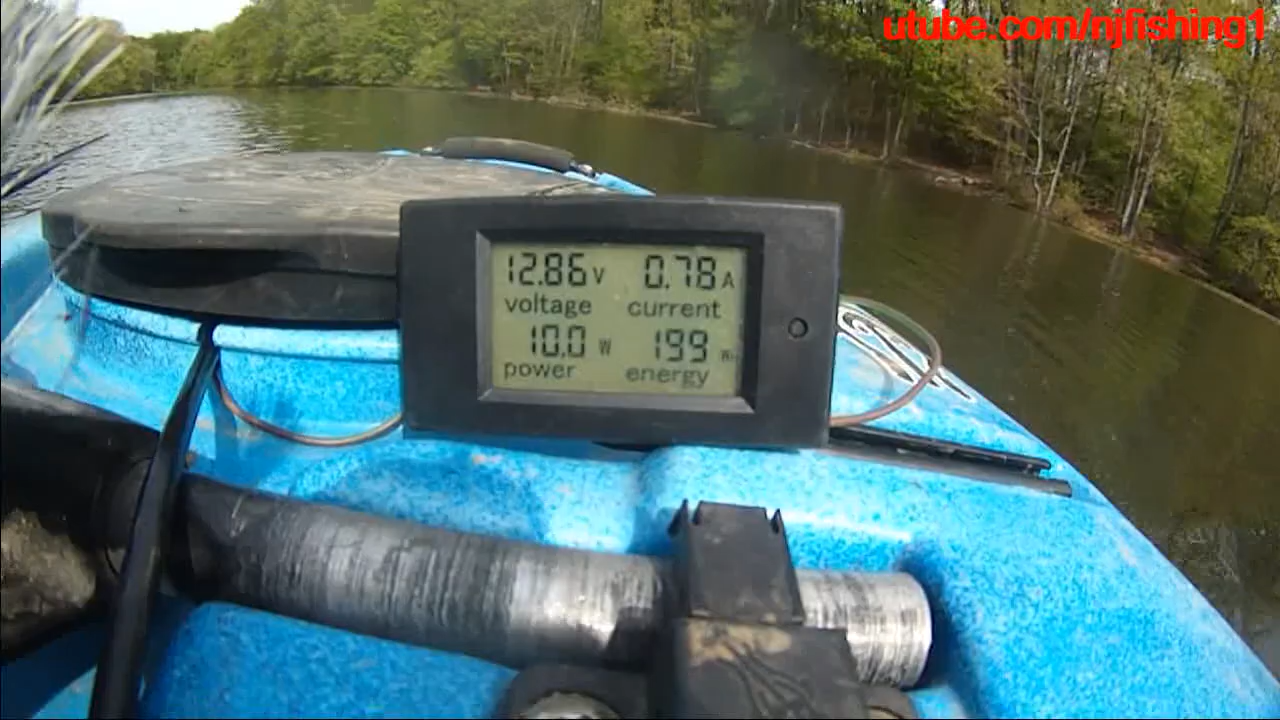 utube.com/njfishing1
12.86 V 0.78 A
voltage current
10.0 W 199
power energy